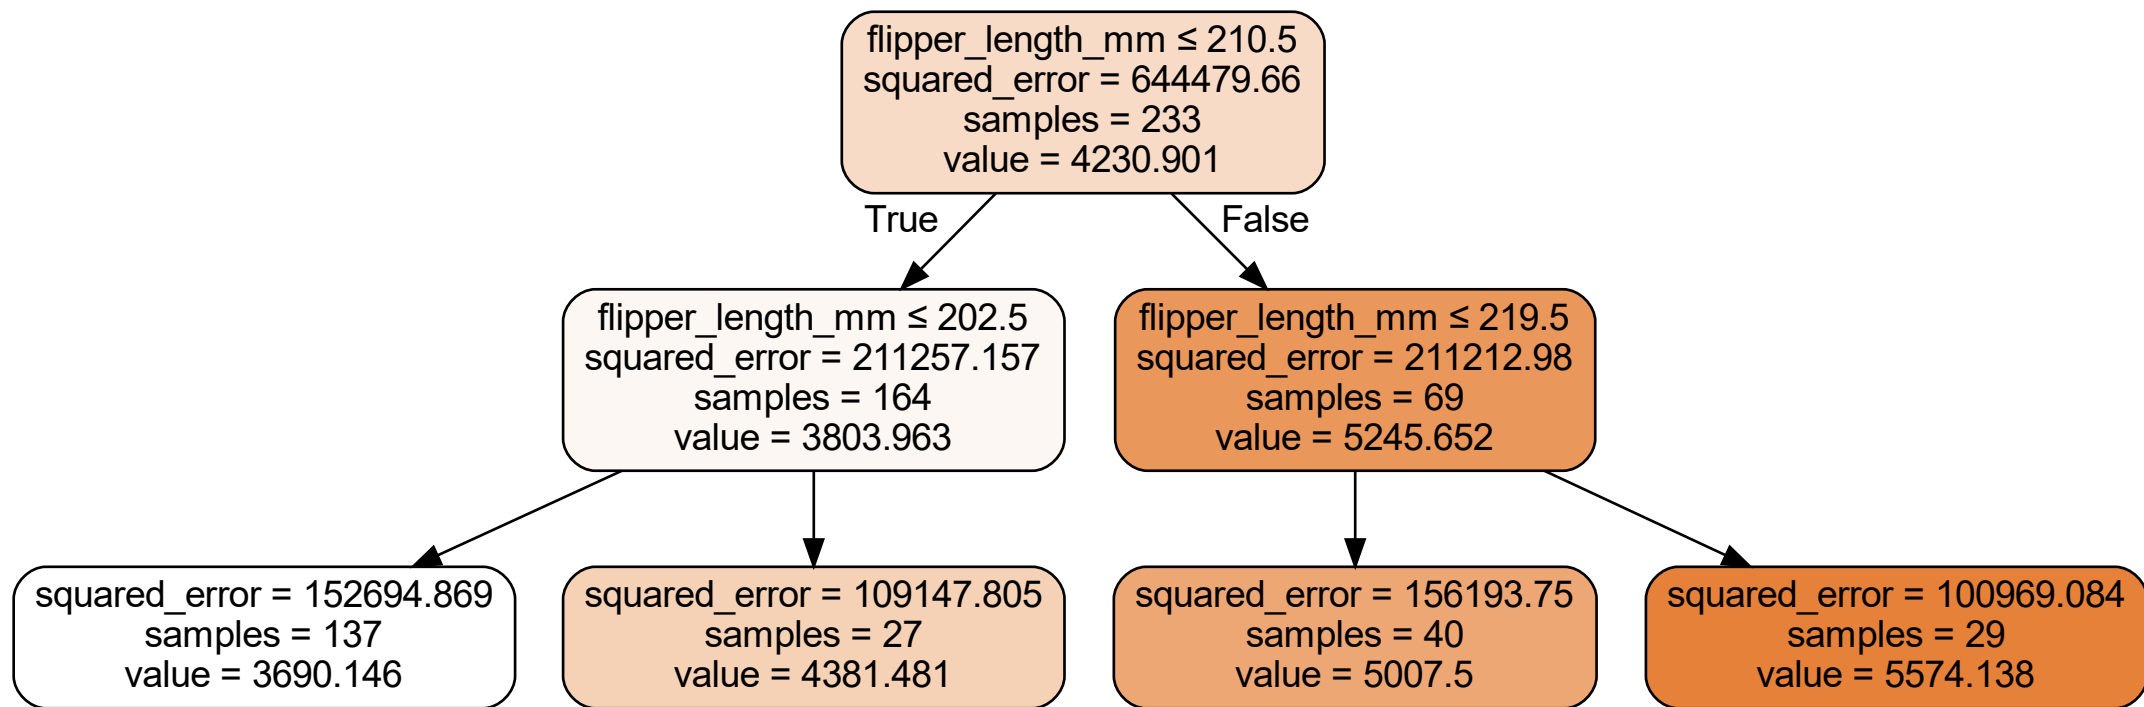 flipper_length_mm ≤ 210.5
squared_error = 644479.66
samples = 233
value = 4230.901
True
False
flipper_length_mm ≤ 202.5
squared_error = 211257.157
samples = 164
value = 3803.963
flipper_length_mm ≤ 219.5
squared_error = 211212.98
samples = 69
value = 5245.652
squared_error = 152694.869
samples = 137
value = 3690.146
squared_error = 109147.805
samples = 27
value = 4381.481
squared_error = 156193.75
samples = 40
value = 5007.5
squared_error = 100969.084
samples = 29
value = 5574.138